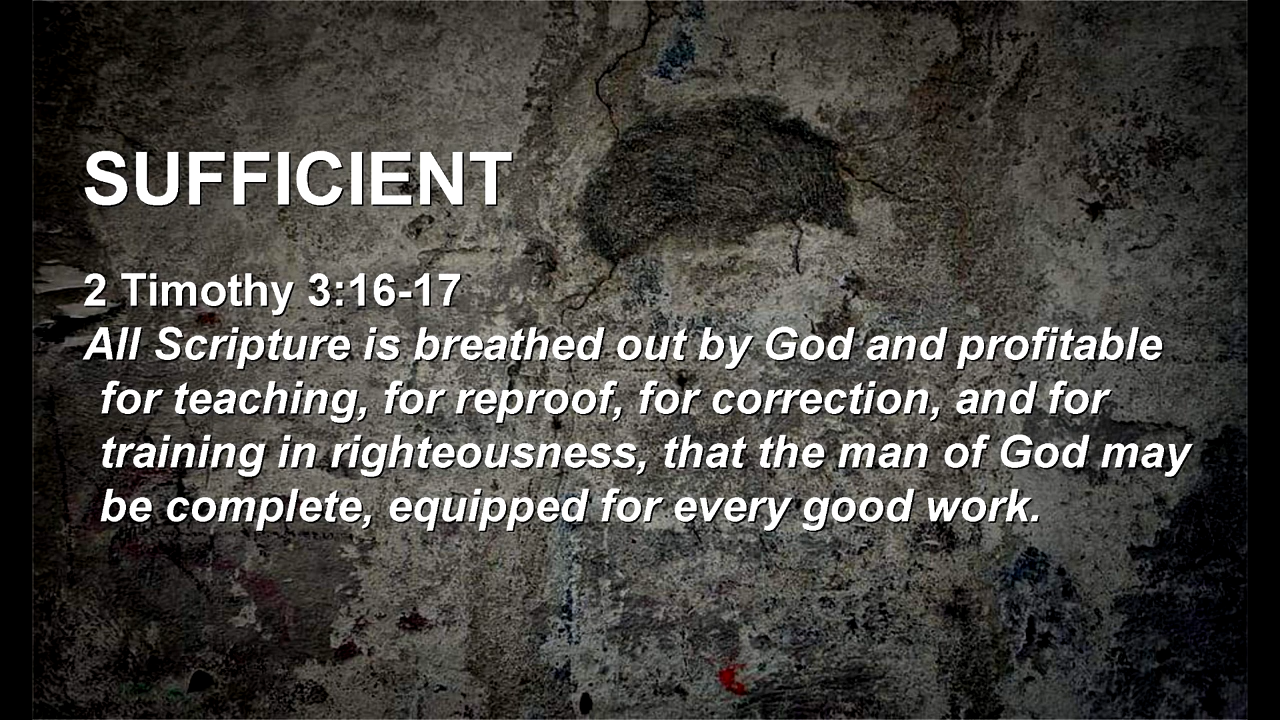 SUFFICIENT
2 Timothy 3:16-17
All Scripture is breathed out by God and profitable
for teaching, for reproof, for correction, and for
training in righteousness, that the man of God may
be complete, equipped for every good work.